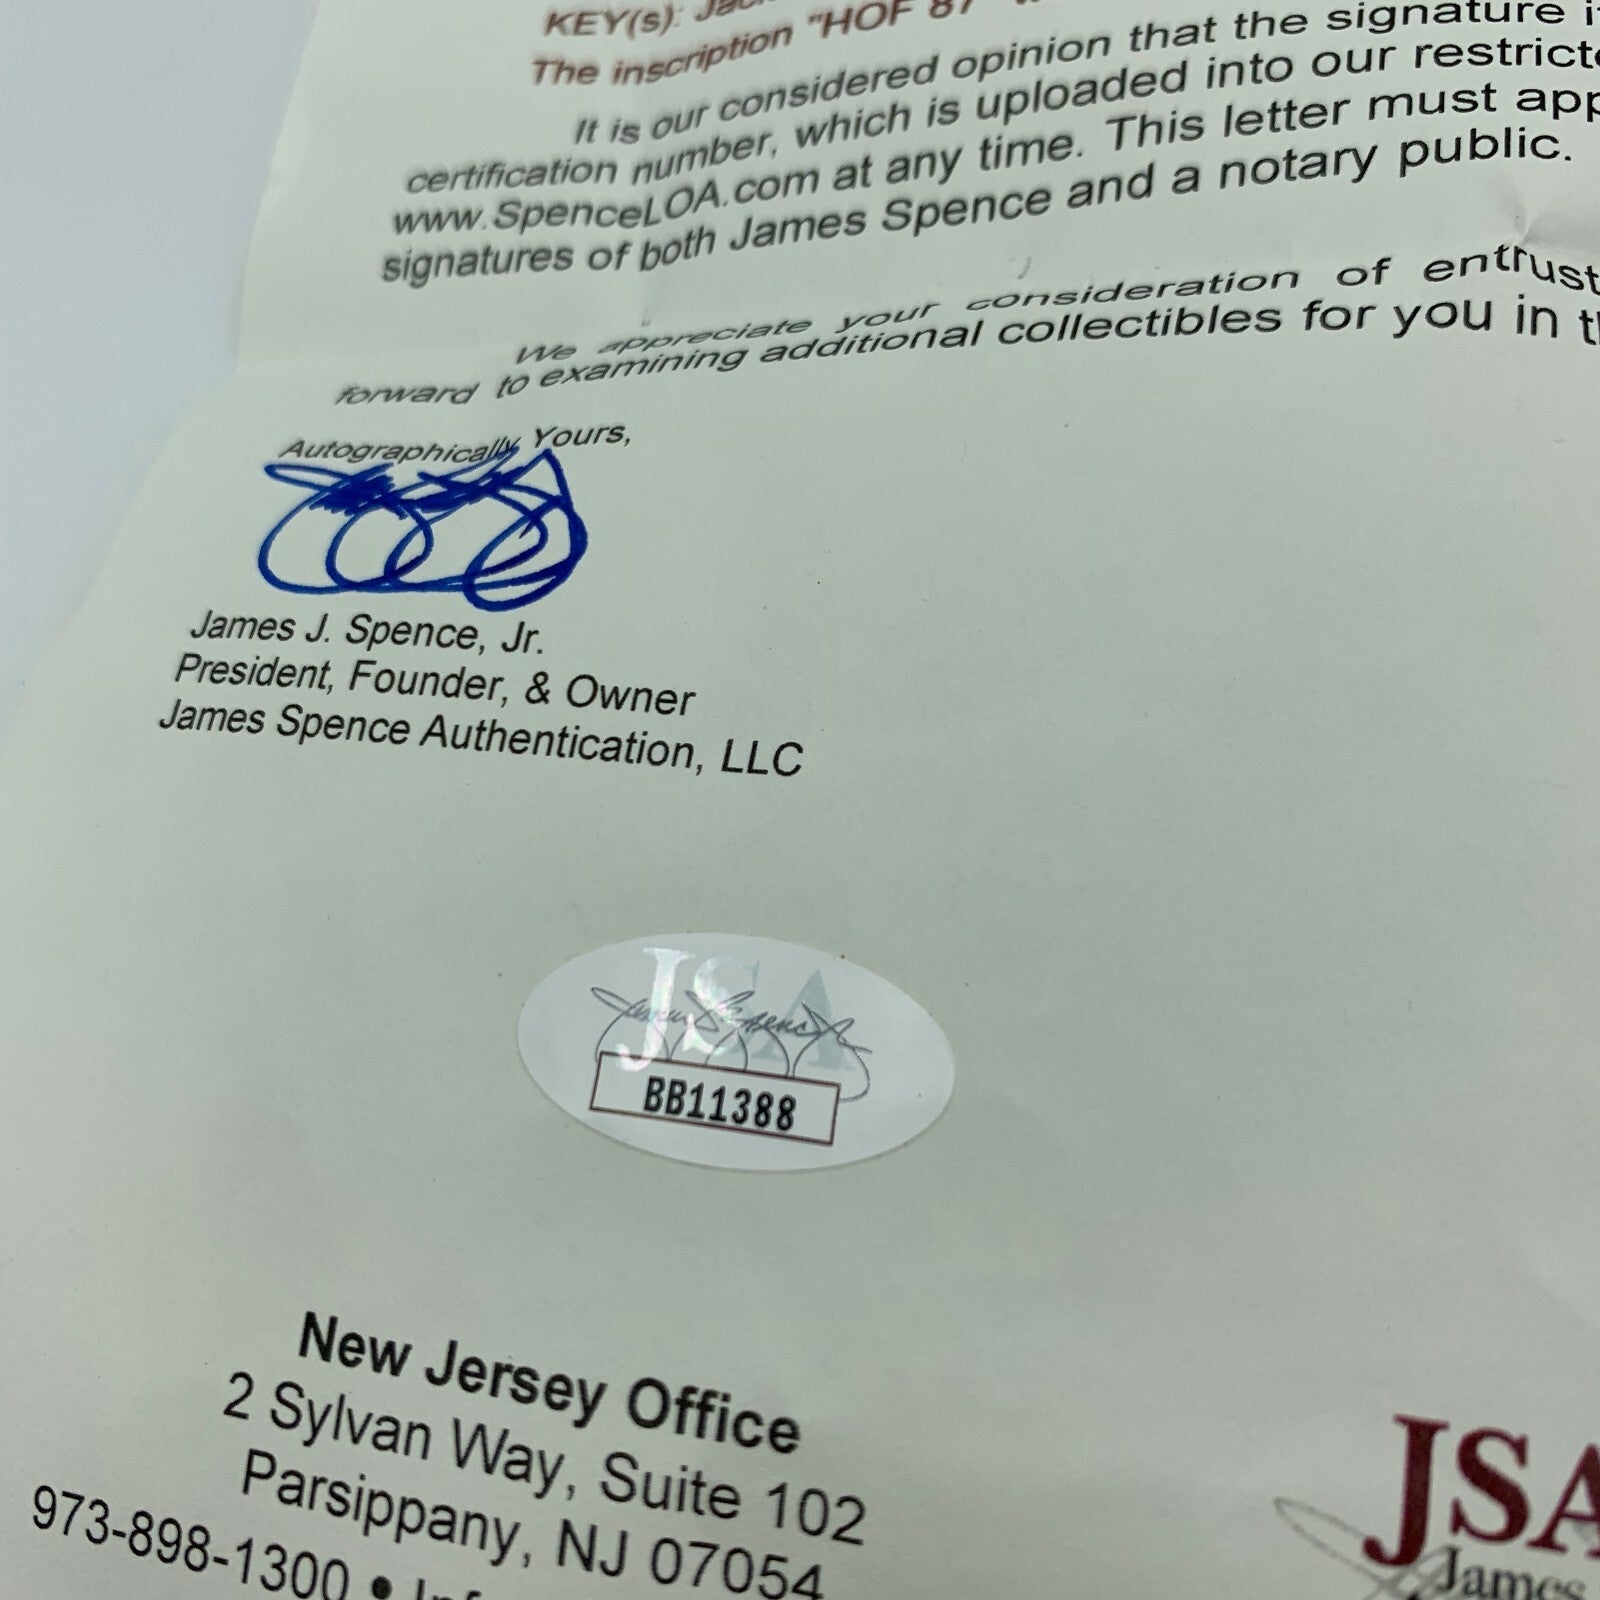 KEY(s):
The inscription "HOF 87"
It is our considered opinion that the signature
certification number, which is uploaded into our
www.SpenceLOA.com at any time. This letter must
signatures of both James Spence and a notary public.
We appreciate your consideration of
forward to examining additional collectibles for you in
Autographically Yours,
James J. Spence, Jr.
President, Founder, & Owner
James Spence Authentication, LLC
JSA
James Spence
BB11388
New Jersey Office
2 Sylvan Way, Suite 102
Parsippany, NJ 07054
973-898-1300 •
JSA
James